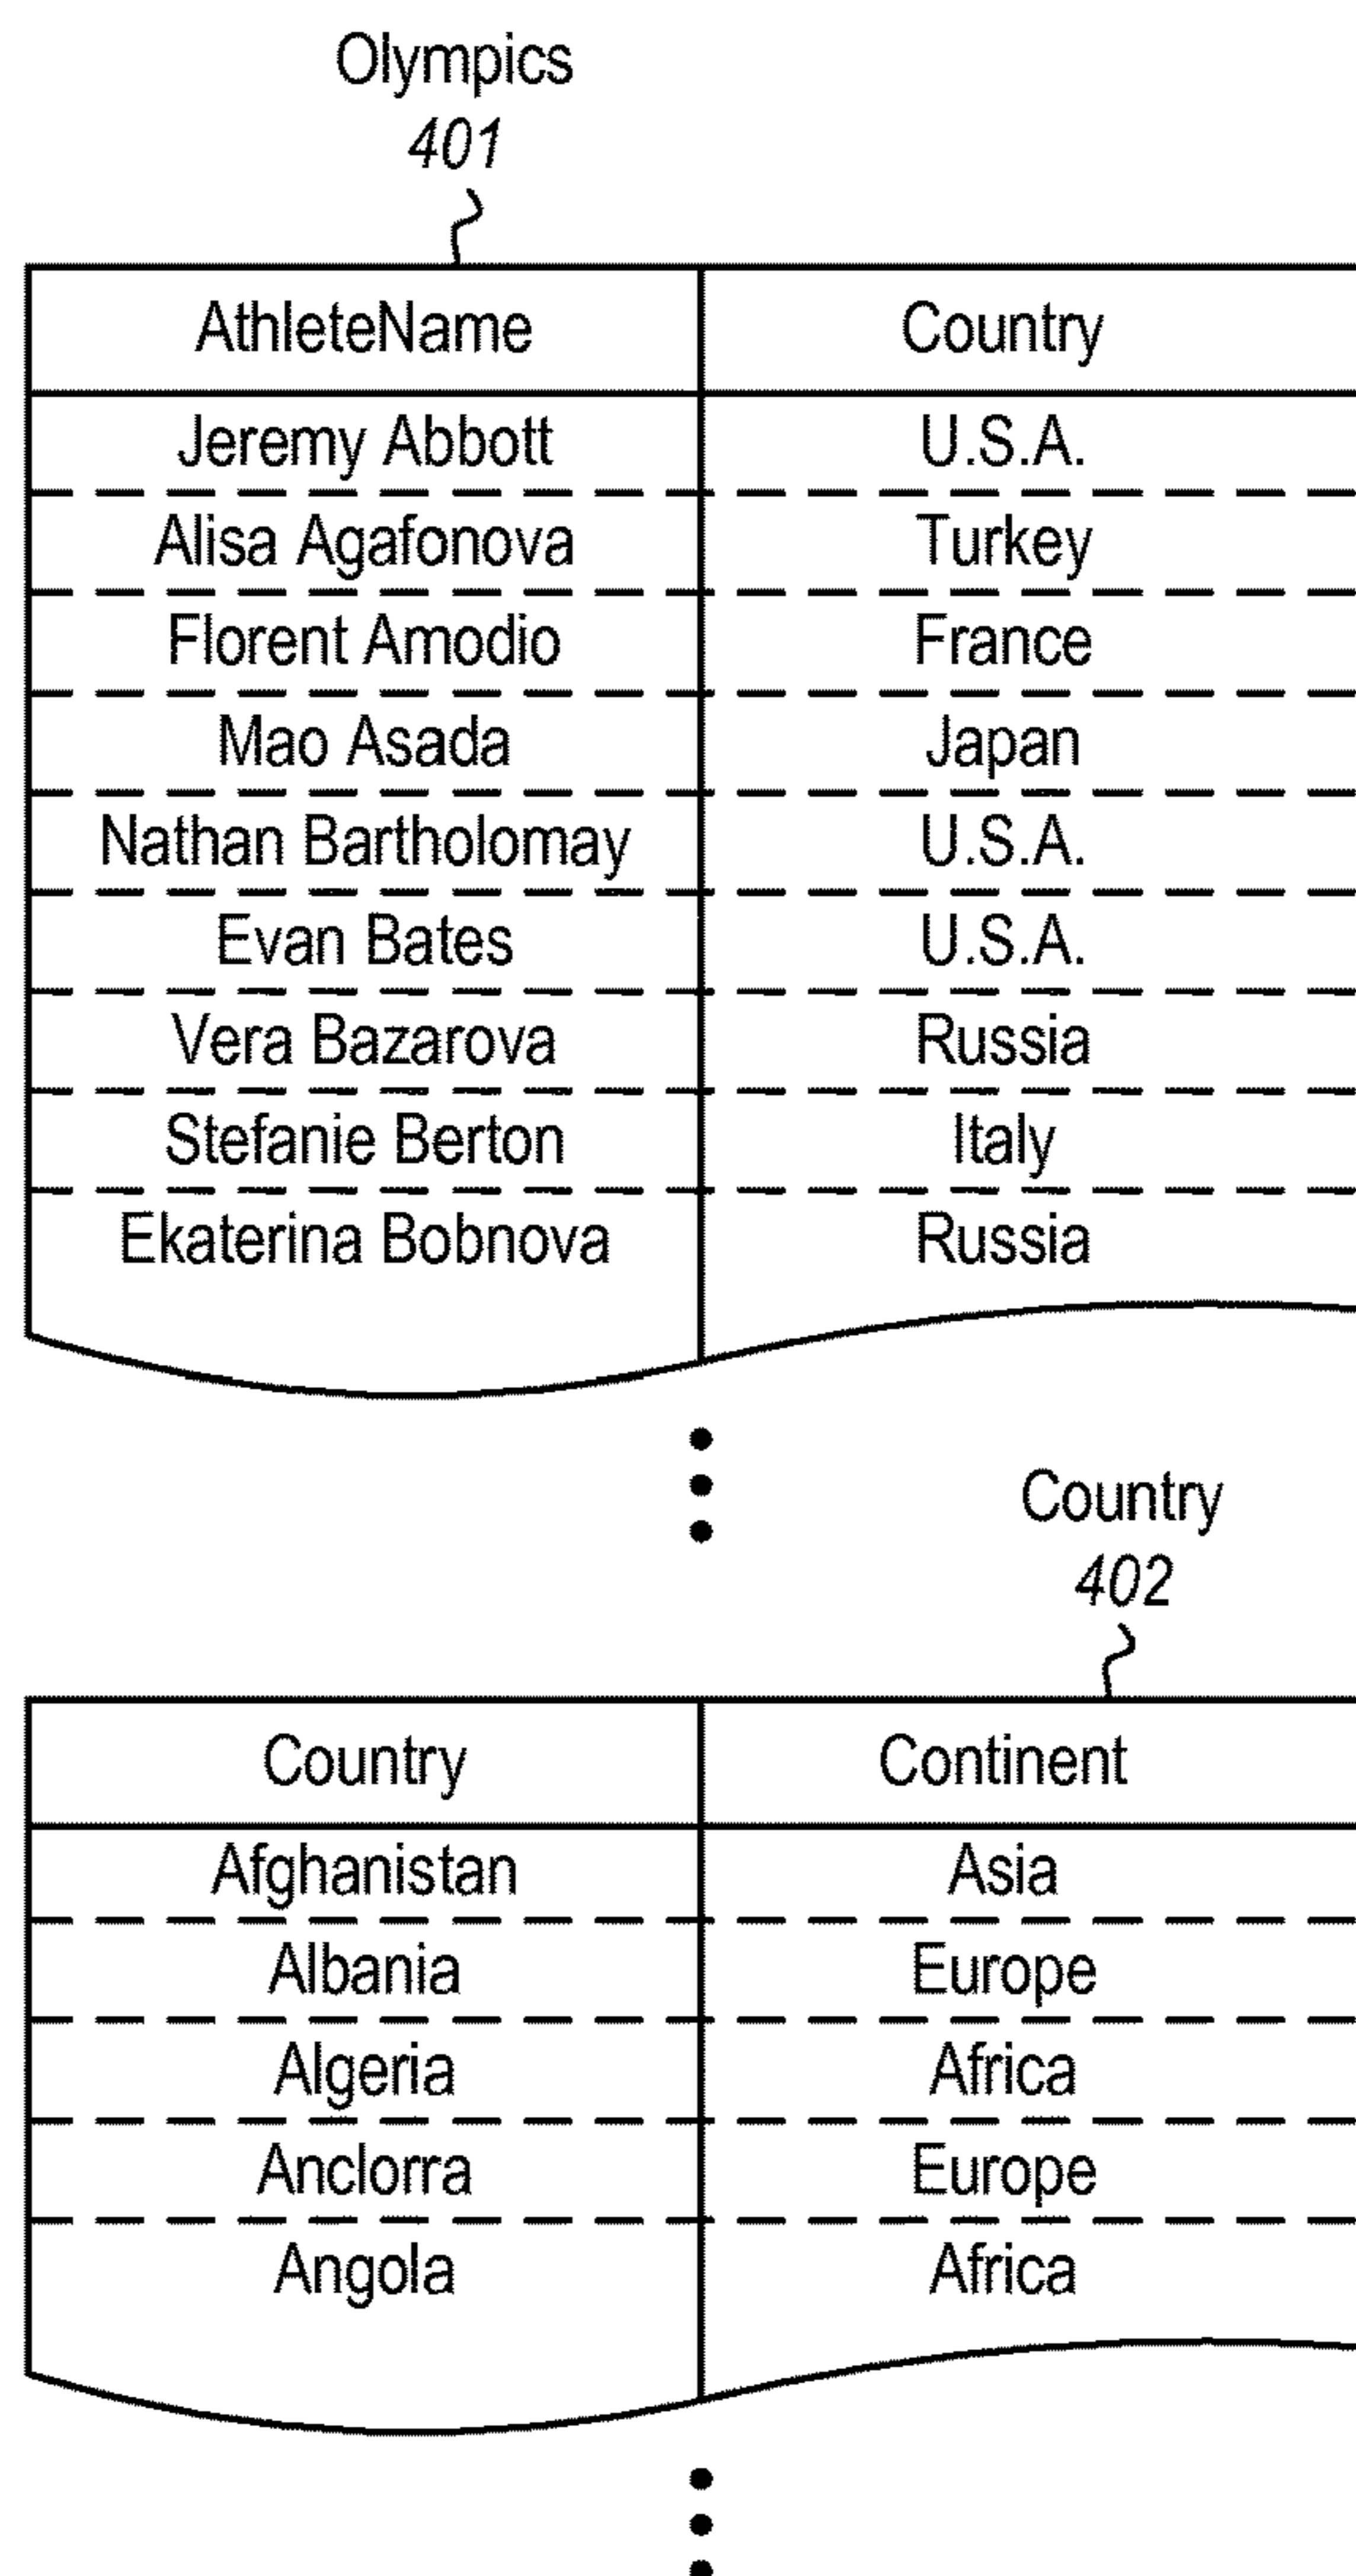 Olympics
401
AthleteName Country
Jeremy Abbott U.S.A.
Alisa Agafonova Turkey
Florent Amodio France
Mao Asada Japan
Nathan Bartholomay U.S.A.
Evan Bates U.S.A.
Vera Bazarova Russia
Stefanie Berton Italy
Ekaterina Bobnova Russia
Country
402
Country Continent
Afghanistan Asia
Albania Europe
Algeria Africa
Anclorra Europe
Angola Africa